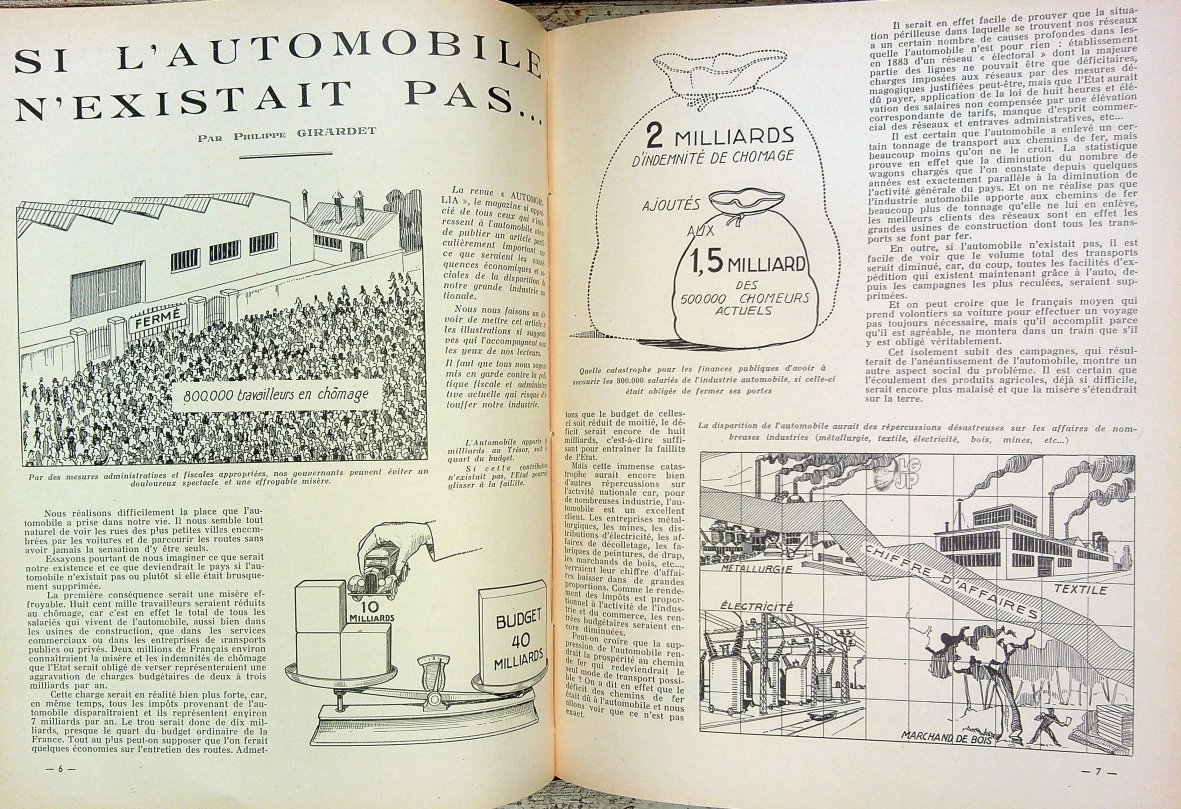 SI L'AUTOMOBILE
N'EXISTAIT PAS...
PAR PHILIPPE GIRARDET
FERMÉ
800.000 travailleurs en chômage
Par des mesures administratives et fiscales appropriées, nos gouvernants peuvent éviter un
douloureux spectacle et une effroyable misère.
La revue « AUTOMOBI-
LIA », le magazine si appré-
cié de tous ceux qui s'inté-
ressent à l'automobile vient
de publier un article parti-
culièrement important sur
ce que seraient les consé-
quences économiques et so-
ciales de la disparition de
notre grande industrie na-
tionale.
Nous nous faisons un de-
voir de mettre cet article et
les illustrations si suggesti-
ves qui l'accompagnent sous
les yeux de nos lecteurs.
Il faut que tous nous soyons
mis en garde contre la poli-
tique fiscale et administra-
tive actuelle qui risque d'é-
touffer notre industrie.
L'Automobile apporte
milliards au Trésor, soit le
quart du budget.
Si cette contribution
n'existait pas, l'Etat pourrait
glisser à la faillite.
Nous réalisons difficilement la place que l'au-
tomobile a prise dans notre vie. Il nous semble tout
naturel de voir les rues des plus petites villes encom-
brées par les voitures et de parcourir les routes sans
avoir jamais la sensation d'y être seuls.
Essayons pourtant de nous imaginer ce que serait
notre existence et ce que deviendrait le pays si l'au-
tomobile n'existait pas ou plutôt si elle était brusque-
ment supprimée.
La première conséquence serait une misère ef-
froyable. Huit cent mille travailleurs seraient réduits
au chômage, car c'est en effet le total de tous les
salariés qui vivent de l'automobile, aussi bien dans
les usines de construction, que dans les services
commerciaux ou dans les entreprises de transports
publics ou privés. Deux millions de Français environ
connaîtraient la misère et les indemnités de chômage
que l'Etat serait obligé de verser représenteraient une
aggravation de charges budgétaires de deux à trois
milliards par an.
Cette charge serait en réalité bien plus forte, car,
en même temps, tous les impôts provenant de l'au-
tomobile disparaîtraient et ils représentent environ
7 milliards par an. Le trou serait donc de dix mil-
liards, presque le quart du budget ordinaire de la
France. Tout au plus peut-on supposer que l'on ferait
quelques économies sur l'entretien des routes. Admet-
10
MILLIARDS
BUDGET
40
MILLIARDS
— 6 —
2 MILLIARDS
D'INDEMNITÉ DE CHOMAGE
AJOUTÉS
AUX
1,5 MILLIARD
DES
500.000 CHOMEURS
ACTUELS
Quelle catastrophe pour les finances publiques d'avoir à
secourir les 800.000 salariés de l'industrie automobile, si celle-ci
était obligée de fermer ses portes
tons que le budget de celles-
ci soit réduit de moitié, le dé-
ficit serait encore de huit
milliards, c'est-à-dire suffi-
sant pour entraîner la faillite
de l'Etat.
Mais cette immense catas-
trophe aurait encore bien
d'autres répercussions sur
l'activité nationale car, pour
de nombreuses industrie, l'au-
tomobile est un excellent
client. Les entreprises métal-
lurgiques, les mines, les dis-
tributions d'électricité, les af-
faires de décolletage, les fa-
briques de peintures, de drap,
les marchands de bois, etc...,
verraient leur chiffre d'affai-
res baisser dans de grandes
proportions. Comme le rende-
ment des impôts est propor-
tionnel à l'activité de l'indus-
trie et du commerce, les ren-
trées budgétaires seraient en-
core diminuées.
Peut-on croire que la sup-
pression de l'automobile ren-
drait la prospérité au chemin
de fer qui redeviendrait le
seul mode de transport possi-
ble ? On a dit en effet que le
déficit des chemins de fer
était dû à l'automobile et nous
allons voir que ce n'est pas
exact.
Il serait en effet facile de prouver que la situa-
tion périlleuse dans laquelle se trouvent nos réseaux
a un certain nombre de causes profondes dans les-
quelle l'automobile n'est pour rien : établissement
en 1883 d'un réseau « électoral » dont la majeure
partie des lignes ne pouvait être que déficitaires,
charges imposées aux réseaux par des mesures dé-
magogiques justifiées peut-être, mais que l'Etat aurait
dû payer, application de la loi de huit heures et élé-
vation des salaires non compensée par une élévation
correspondante de tarifs, manque d'esprit commer-
cial des réseaux et entraves administratives, etc...
Il est certain que l'automobile a enlevé un cer-
tain tonnage de transport aux chemins de fer, mais
beaucoup moins qu'on ne le croit. La statistique
prouve en effet que la diminution du nombre de
wagons chargés que l'on constate depuis quelques
années est exactement parallèle à la diminution de
l'activité générale du pays. Et on ne réalise pas que
l'industrie automobile apporte aux chemins de fer
beaucoup plus de tonnage qu'elle ne lui en enlève,
les meilleurs clients des réseaux sont en effet les
grandes usines de construction dont tous les trans-
ports se font par fer.
En outre, si l'automobile n'existait pas, il est
facile de voir que le volume total des transports
serait diminué, car, du coup, toutes les facilités d'ex-
pédition qui existent maintenant grâce à l'auto, de-
puis les campagnes les plus reculées, seraient sup-
primées.
Et on peut croire que le français moyen qui
prend volontiers sa voiture pour effectuer un voyage
pas toujours nécessaire, mais qu'il accomplit parce
qu'il est agréable, ne montera dans un train que s'il
y est obligé véritablement.
Cet isolement subit des campagnes, qui résul-
terait de l'anéantissement de l'automobile, montre un
autre aspect social du problème. Il est certain que
l'écoulement des produits agricoles, déjà si difficile,
serait encore plus malaisé et que la misère s'étendrait
sur la terre.
La disparition de l'automobile aurait des répercussions désastreuses sur les affaires de nom-
breuses industries (métallurgie, textile, électricité, bois, mines, etc...)
MÉTALLURGIE
CHIFFRE D'AFFAIRES
TEXTILE
ÉLECTRICITÉ
MARCHAND DE BOIS
— 7 —